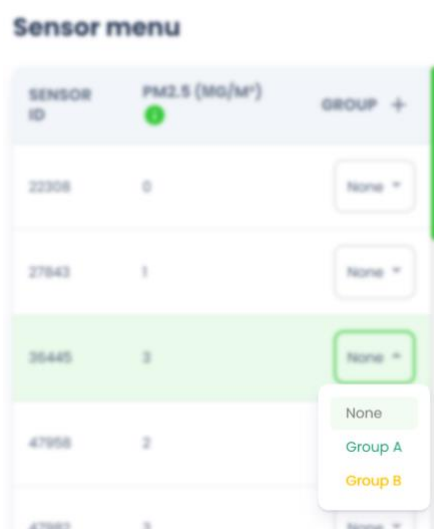 Sensor menu
SENSOR ID
PM2.5 (MG/M³)
GROUP +
22308 0 None
27843 1 None
36445 3 None
47958 2
None
Group A
Group B
None